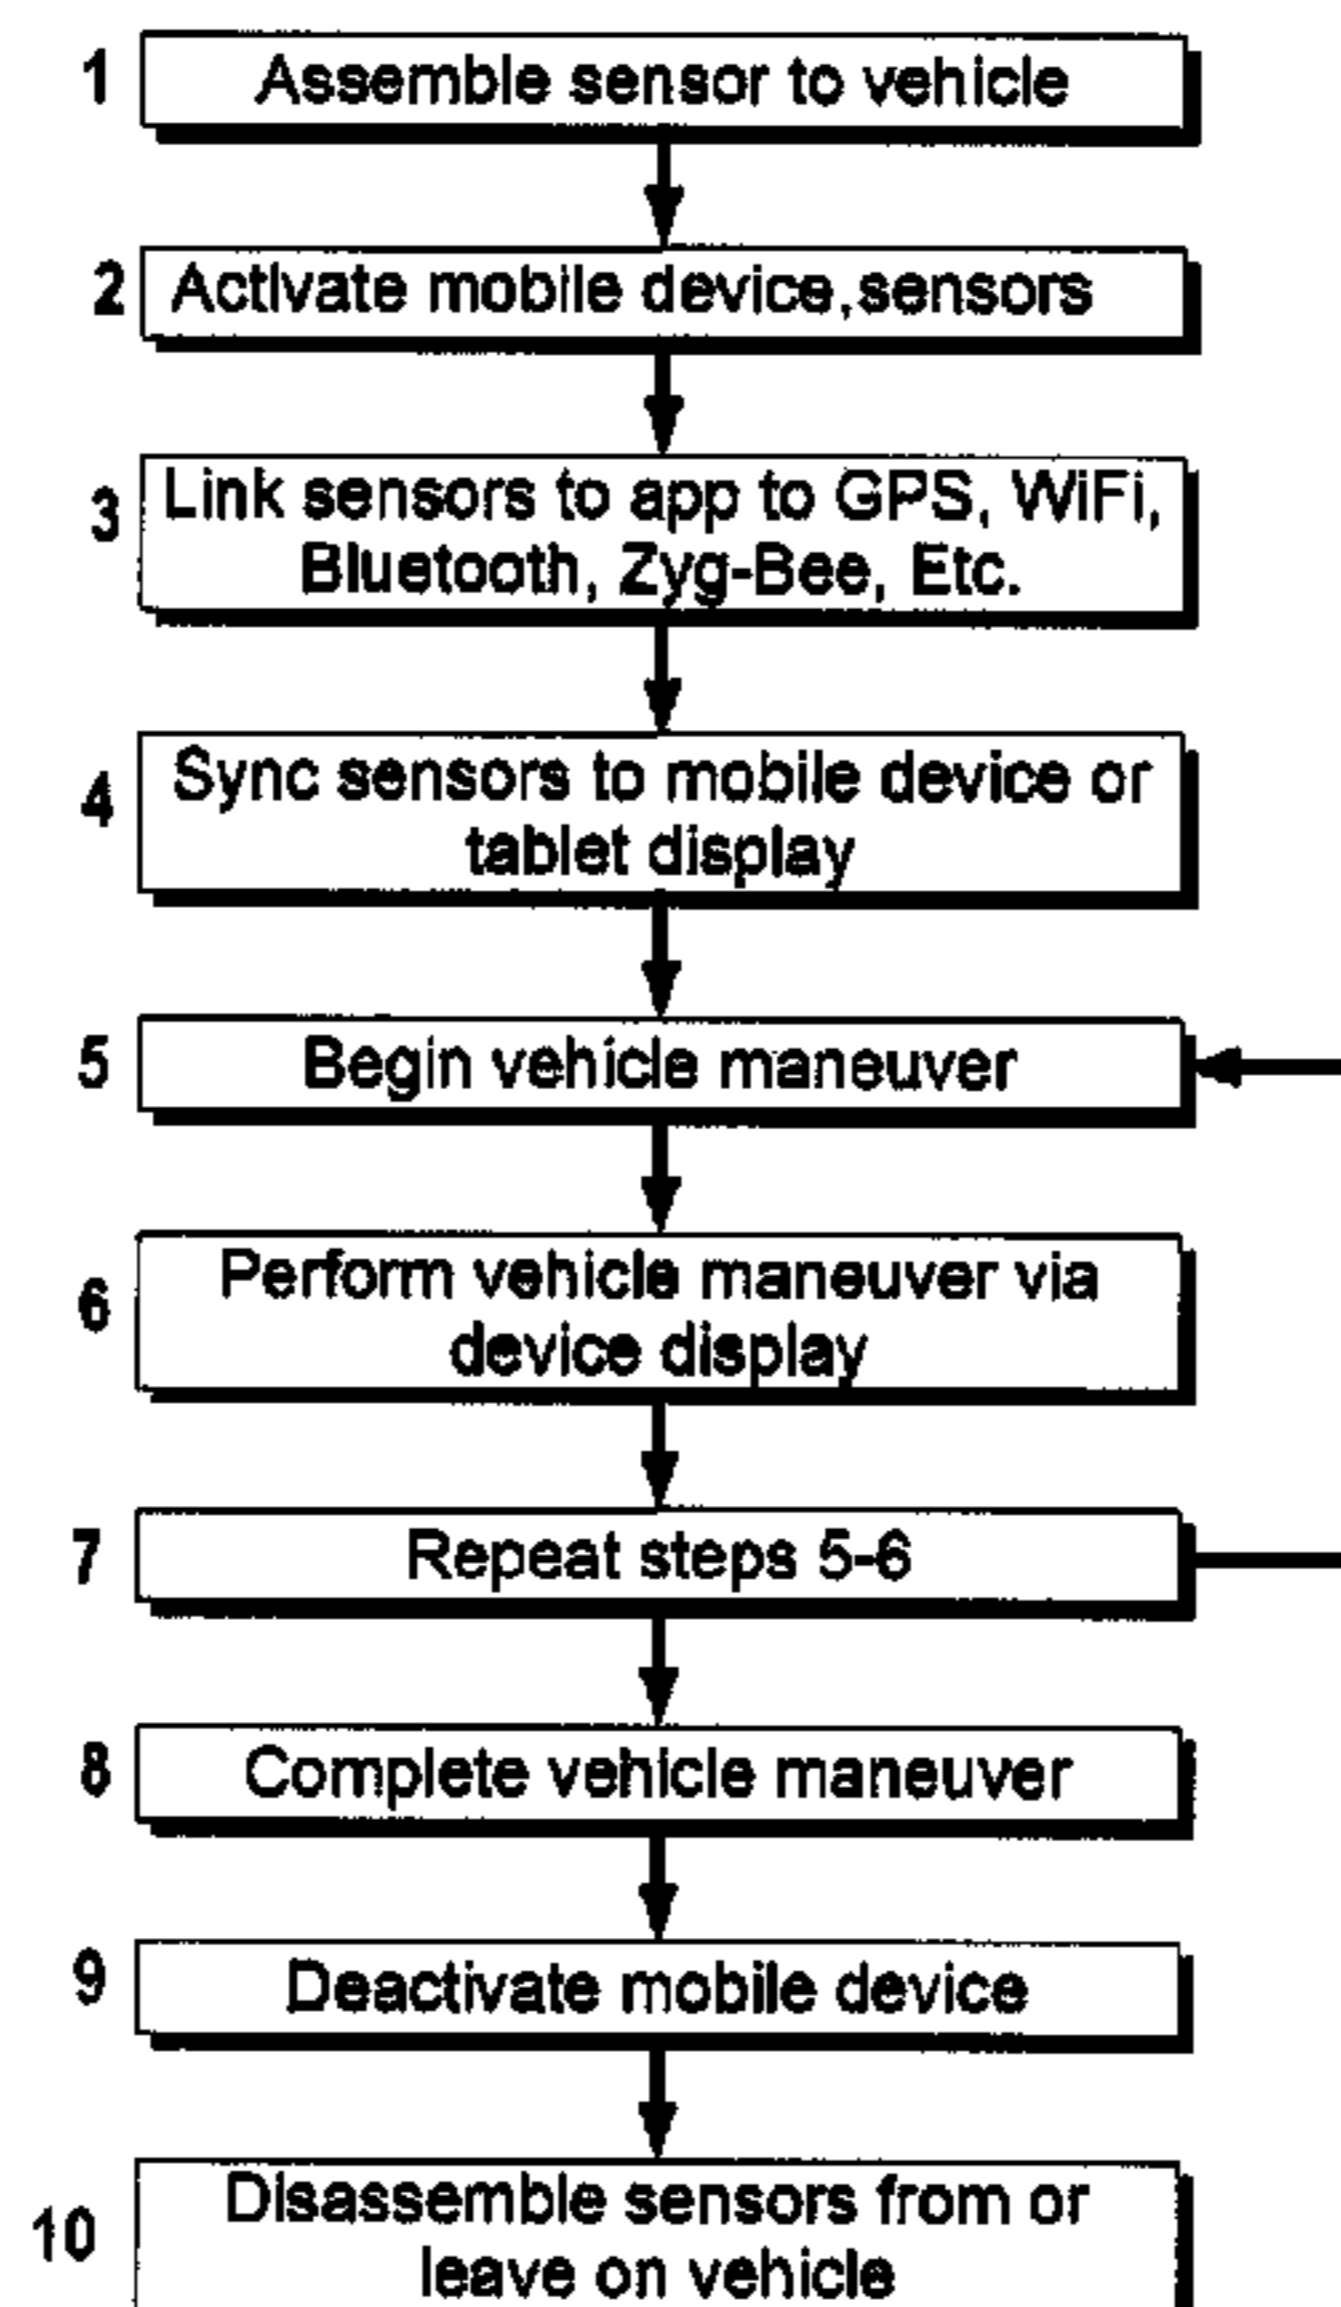 1 Assemble sensor to vehicle
2 Activate mobile device,sensors
3 Link sensors to app to GPS, WiFi,
Bluetooth, Zyg-Bee, Etc.
4 Sync sensors to mobile device or
tablet display
5 Begin vehicle maneuver
6 Perform vehicle maneuver via
device display
7 Repeat steps 5-6
8 Complete vehicle maneuver
9 Deactivate mobile device
10 Disassemble sensors from or
leave on vehicle